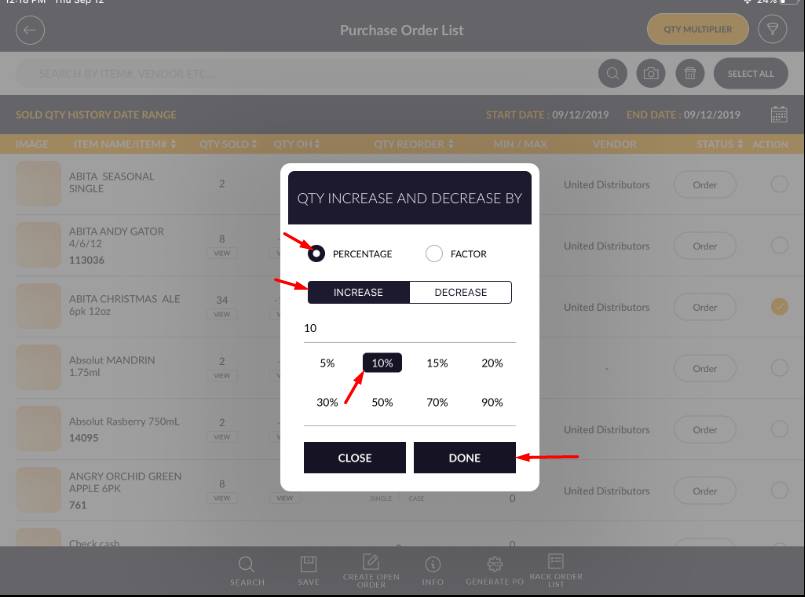 12:18 PM Thu Sep 12
24%
Purchase Order List
QTY MULTIPLIER
SEARCH BY ITEM#, VENDOR ETC...
SELECT ALL
SOLD QTY HISTORY DATE RANGE
START DATE : 09/12/2019
END DATE : 09/12/2019
IMAGE
ITEM NAME/ITEM#
QTY SOLD
QTY OH
QTY REORDER
MIN / MAX
VENDOR
STATUS
ACTION
ABITA SEASONAL
SINGLE
2
United Distributors
Order
ABITA ANDY GATOR
4/6/12
113036
8
VIEW
United Distributors
Order
ABITA CHRISTMAS ALE
6pk 12oz
34
VIEW
United Distributors
Order
Absolut MANDRIN
1.75ml
2
VIEW
-
Order
Absolut Rasberry 750mL
14095
2
VIEW
United Distributors
Order
ANGRY ORCHID GREEN
APPLE 6PK
761
8
VIEW
VIEW
SINGLE
CASE
0
United Distributors
Order
Check cash
0
QTY INCREASE AND DECREASE BY
PERCENTAGE
FACTOR
INCREASE
DECREASE
10
5%
10%
15%
20%
30%
50%
70%
90%
CLOSE
DONE
SEARCH
SAVE
CREATE OPEN
ORDER
INFO
GENERATE PO
BACK ORDER
LIST